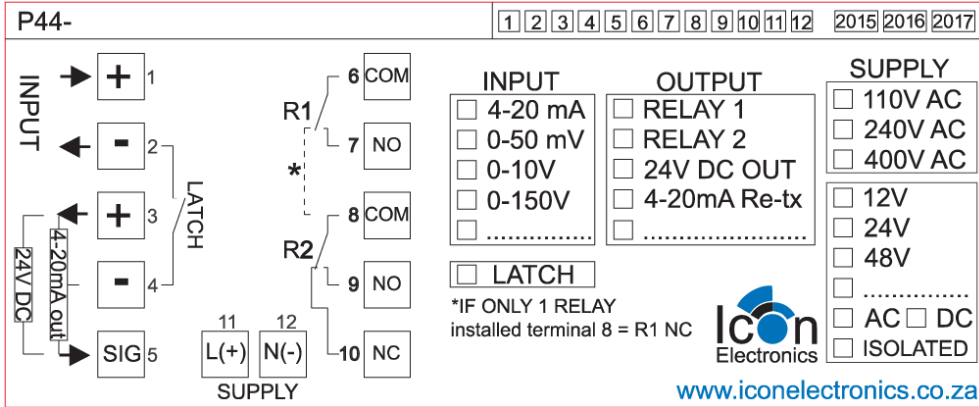 P44-
1 2 3 4 5 6 7 8 9 10 11 12
2015 2016 2017
INPUT
+ 1
- 2
+ 3
- 4
SIG 5
LATCH
24V DC
4-20mA out
11 12
L(+) N(-)
SUPPLY
R1
*
R2
6 COM
7 NO
8 COM
9 NO
10 NC
INPUT
4-20 mA
0-50 mV
0-10V
0-150V
...............
LATCH
*IF ONLY 1 RELAY
installed terminal 8 = R1 NC
OUTPUT
RELAY 1
RELAY 2
24V DC OUT
4-20mA Re-tx
.......................
SUPPLY
110V AC
240V AC
400V AC
12V
24V
48V
...............
AC DC
ISOLATED
Icon
Electronics
www.iconelectronics.co.za